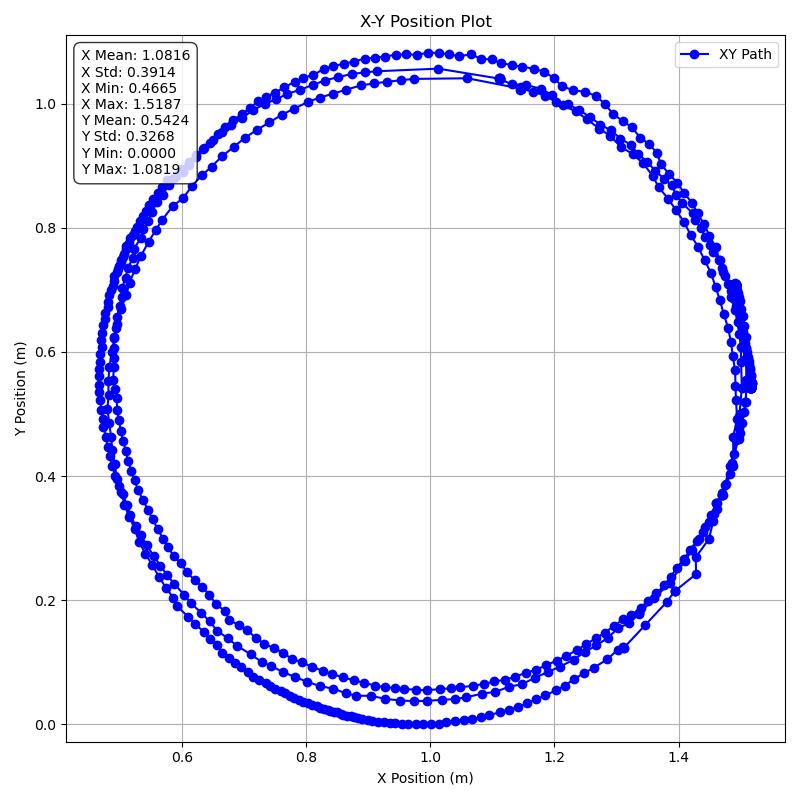 X-Y Position Plot
X Mean: 1.0816
X Std: 0.3914
X Min: 0.4665
X Max: 1.5187
Y Mean: 0.5424
Y Std: 0.3268
Y Min: 0.0000
Y Max: 1.0819
XY Path
1.0
0.8
0.6
0.4
0.2
0.0
Y Position (m)
0.6 0.8 1.0 1.2 1.4
X Position (m)